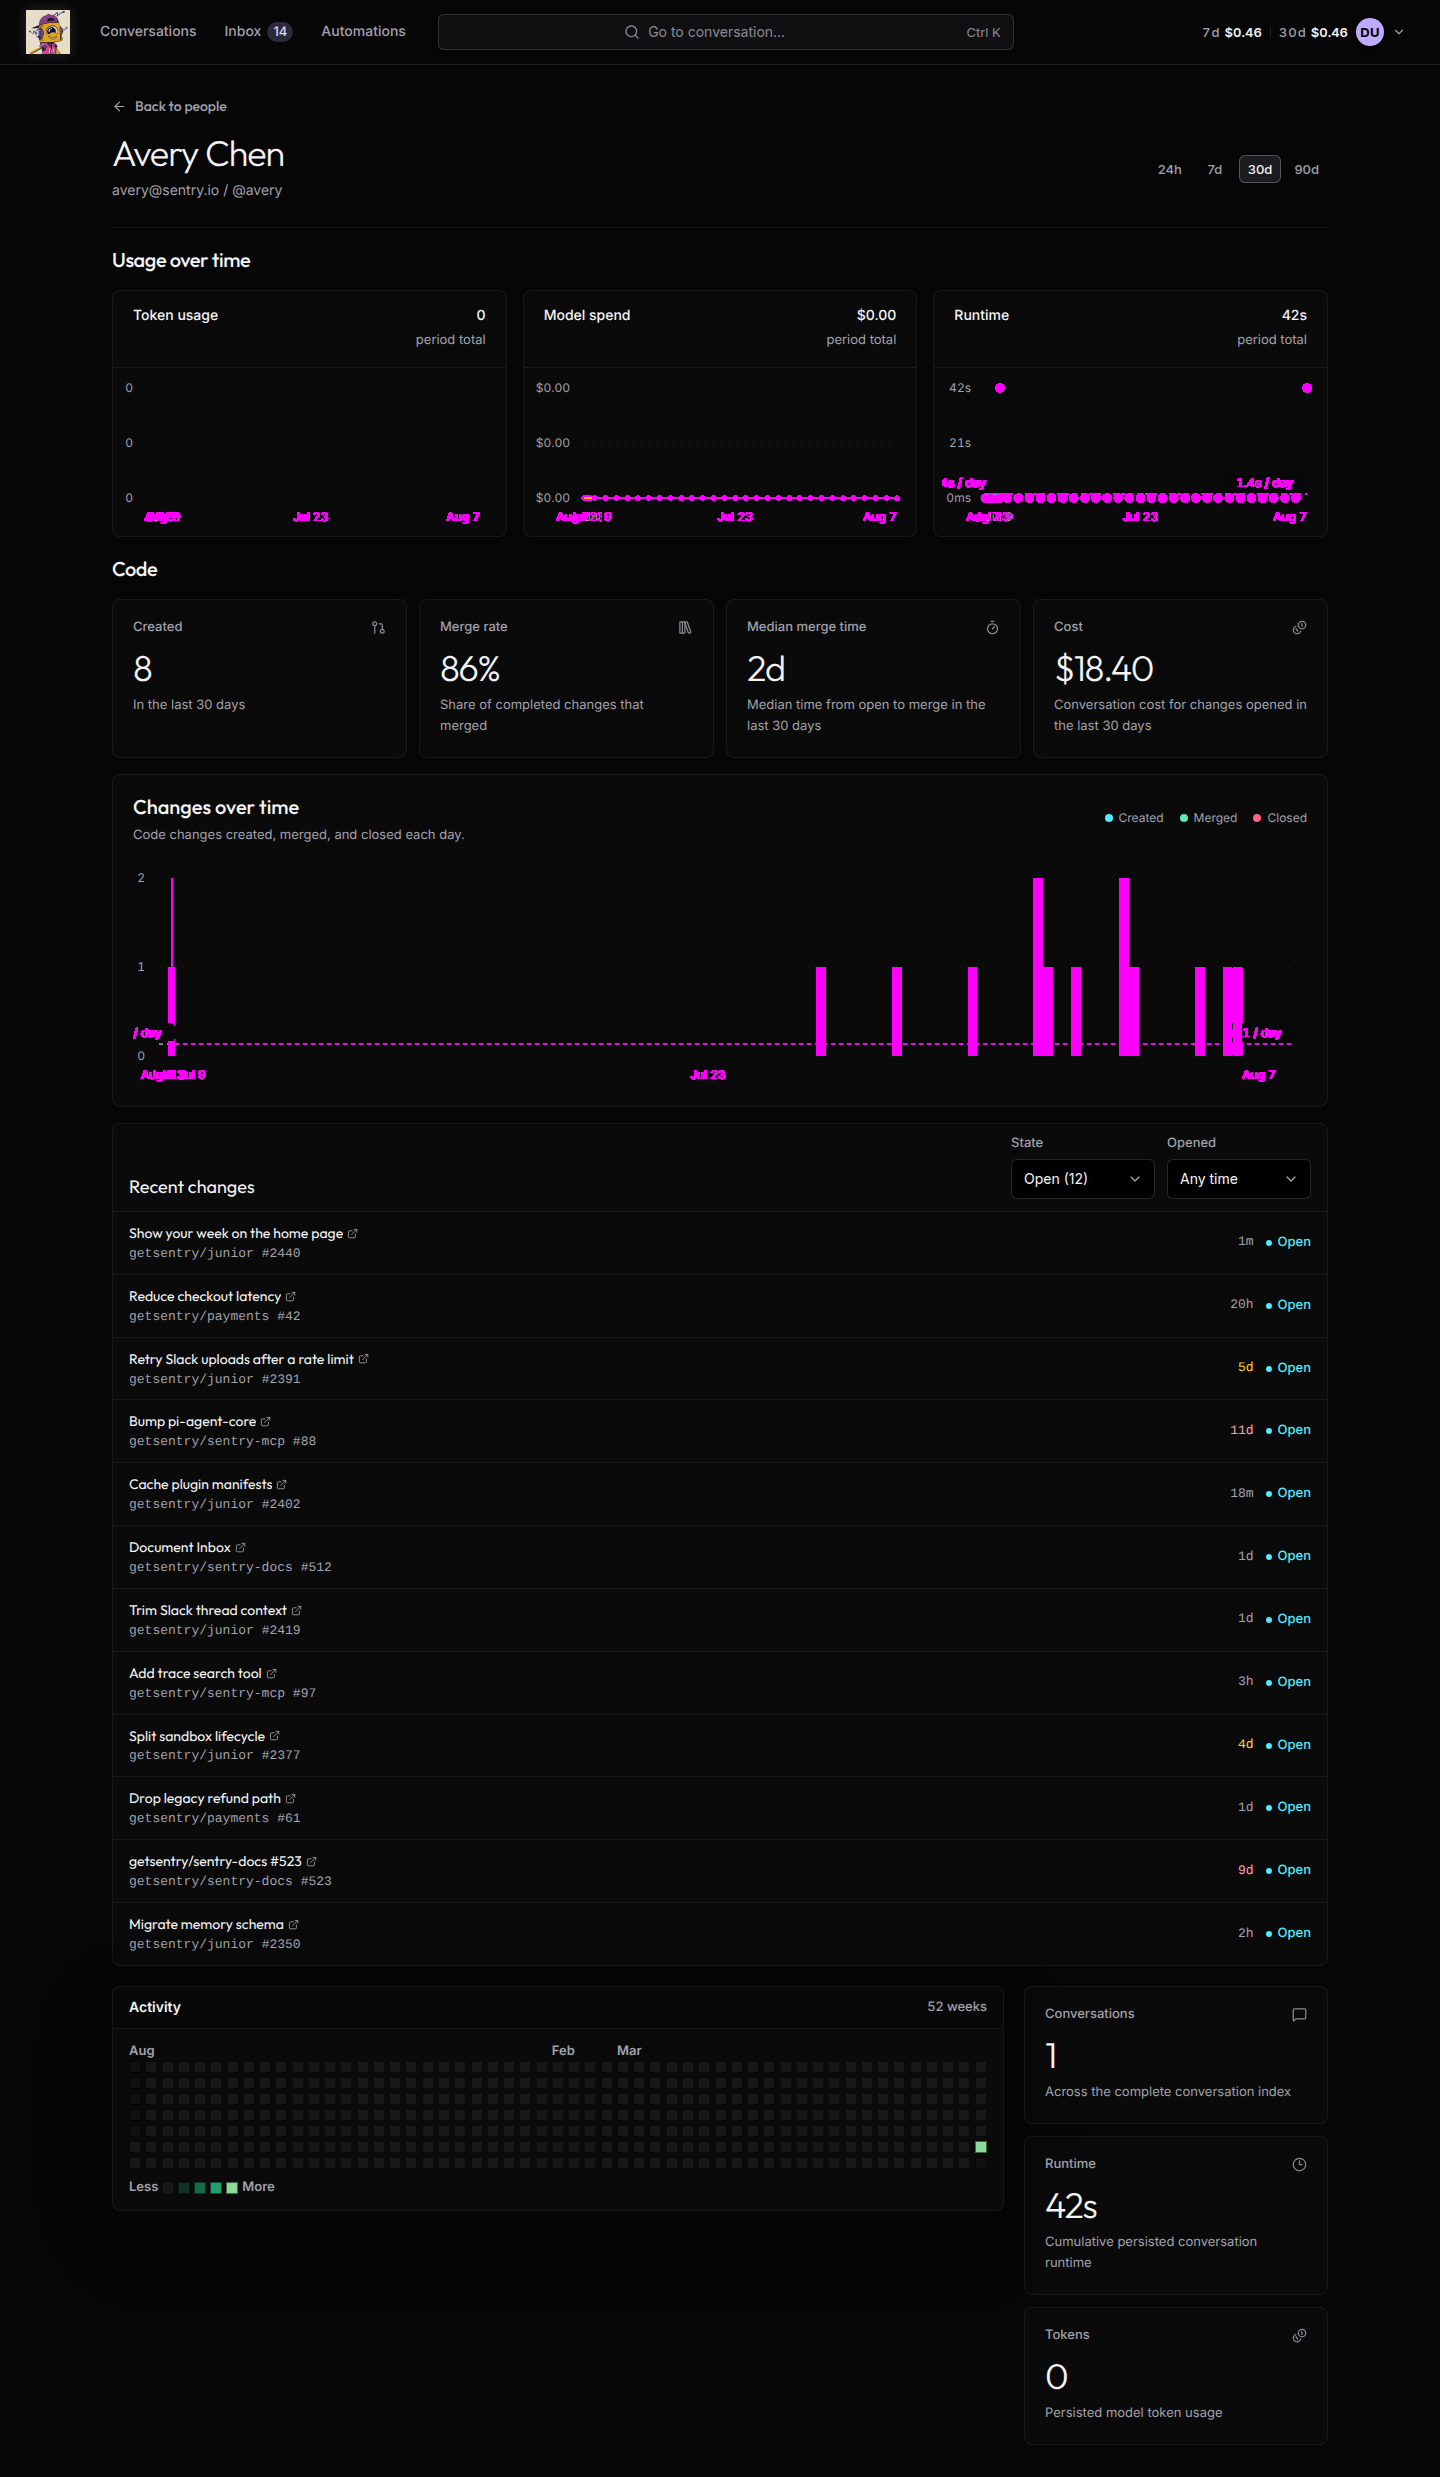 Conversations
Inbox 14
Automations
Go to conversation...
Ctrl K
7d $0.46
30d $0.46
DU
Back to people
Avery Chen
avery@sentry.io / @avery
24h
7d
30d
90d
Usage over time
Token usage
0
period total
0
0
0
Jul 23
Aug 7
Model spend
$0.00
period total
$0.00
$0.00
$0.00
Jul 23
Aug 7
Runtime
42s
period total
42s
21s
1.4s / day
0ms
Jul 23
Aug 7
Code
Created
8
In the last 30 days
Merge rate
86%
Share of completed changes that
merged
Median merge time
2d
Median time from open to merge in the
last 30 days
Cost
$18.40
Conversation cost for changes opened in
the last 30 days
Changes over time
Code changes created, merged, and closed each day.
Created
Merged
Closed
2
1
/ day
1 / day
0
Jul 23
Aug 7
State
Opened
Recent changes
Open (12)
Any time
Show your week on the home page
getsentry/junior #2440
1m
Open
Reduce checkout latency
getsentry/payments #42
20h
Open
Retry Slack uploads after a rate limit
getsentry/junior #2391
5d
Open
Bump pi-agent-core
getsentry/sentry-mcp #88
11d
Open
Cache plugin manifests
getsentry/junior #2402
18m
Open
Document Inbox
getsentry/sentry-docs #512
1d
Open
Trim Slack thread context
getsentry/junior #2419
1d
Open
Add trace search tool
getsentry/sentry-mcp #97
3h
Open
Split sandbox lifecycle
getsentry/junior #2377
4d
Open
Drop legacy refund path
getsentry/payments #61
1d
Open
getsentry/sentry-docs #523
getsentry/sentry-docs #523
9d
Open
Migrate memory schema
getsentry/junior #2350
2h
Open
Activity
52 weeks
Aug
Feb
Mar
Less
More
Conversations
1
Across the complete conversation index
Runtime
42s
Cumulative persisted conversation
runtime
Tokens
0
Persisted model token usage